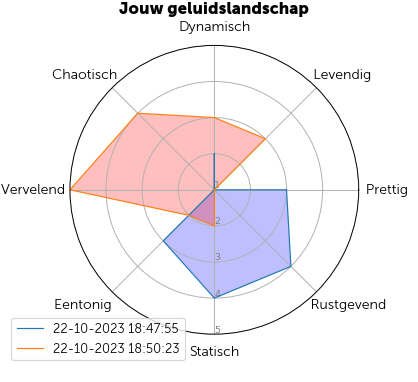 Jouw geluidslandschap
Dynamisch
Chaotisch
Levendig
Vervelend
Prettig
1
2
3
4
5
Eentonig
Rustgevend
Statisch
22-10-2023 18:47:55
22-10-2023 18:50:23